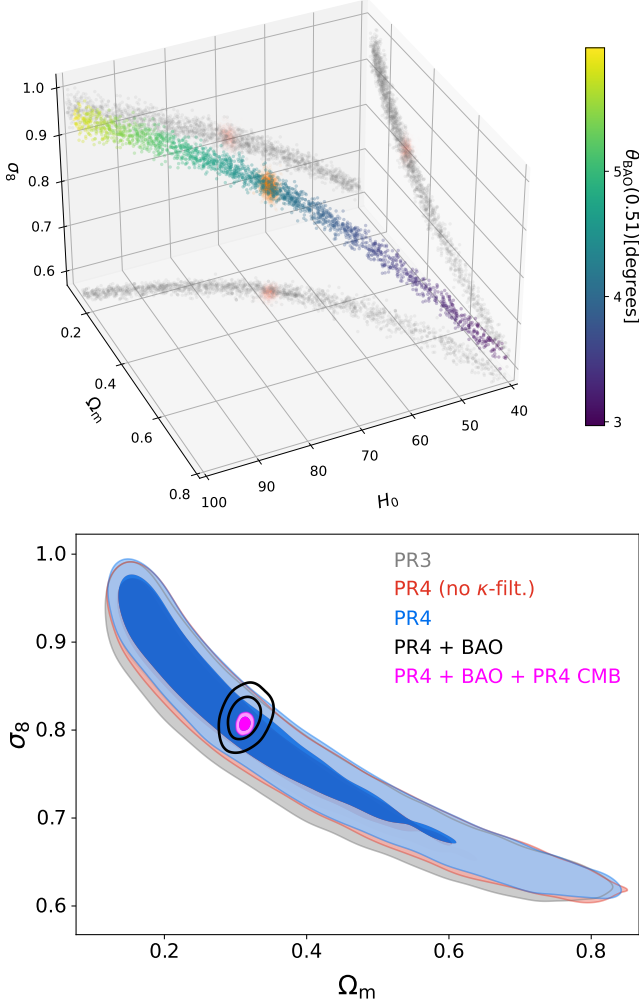 1.0
0.9
0.8
0.7
0.6
σ₈
0.2
0.4
0.6
0.8
Ωₘ
100
90
80
70
60
50
40
H₀
5
4
3
θ_BAO(0.51)[degrees]
1.0
0.9
0.8
0.7
0.6
σ₈
PR3
PR4 (no κ-filt.)
PR4
PR4 + BAO
PR4 + BAO + PR4 CMB
0.2
0.4
0.6
0.8
Ωₘ